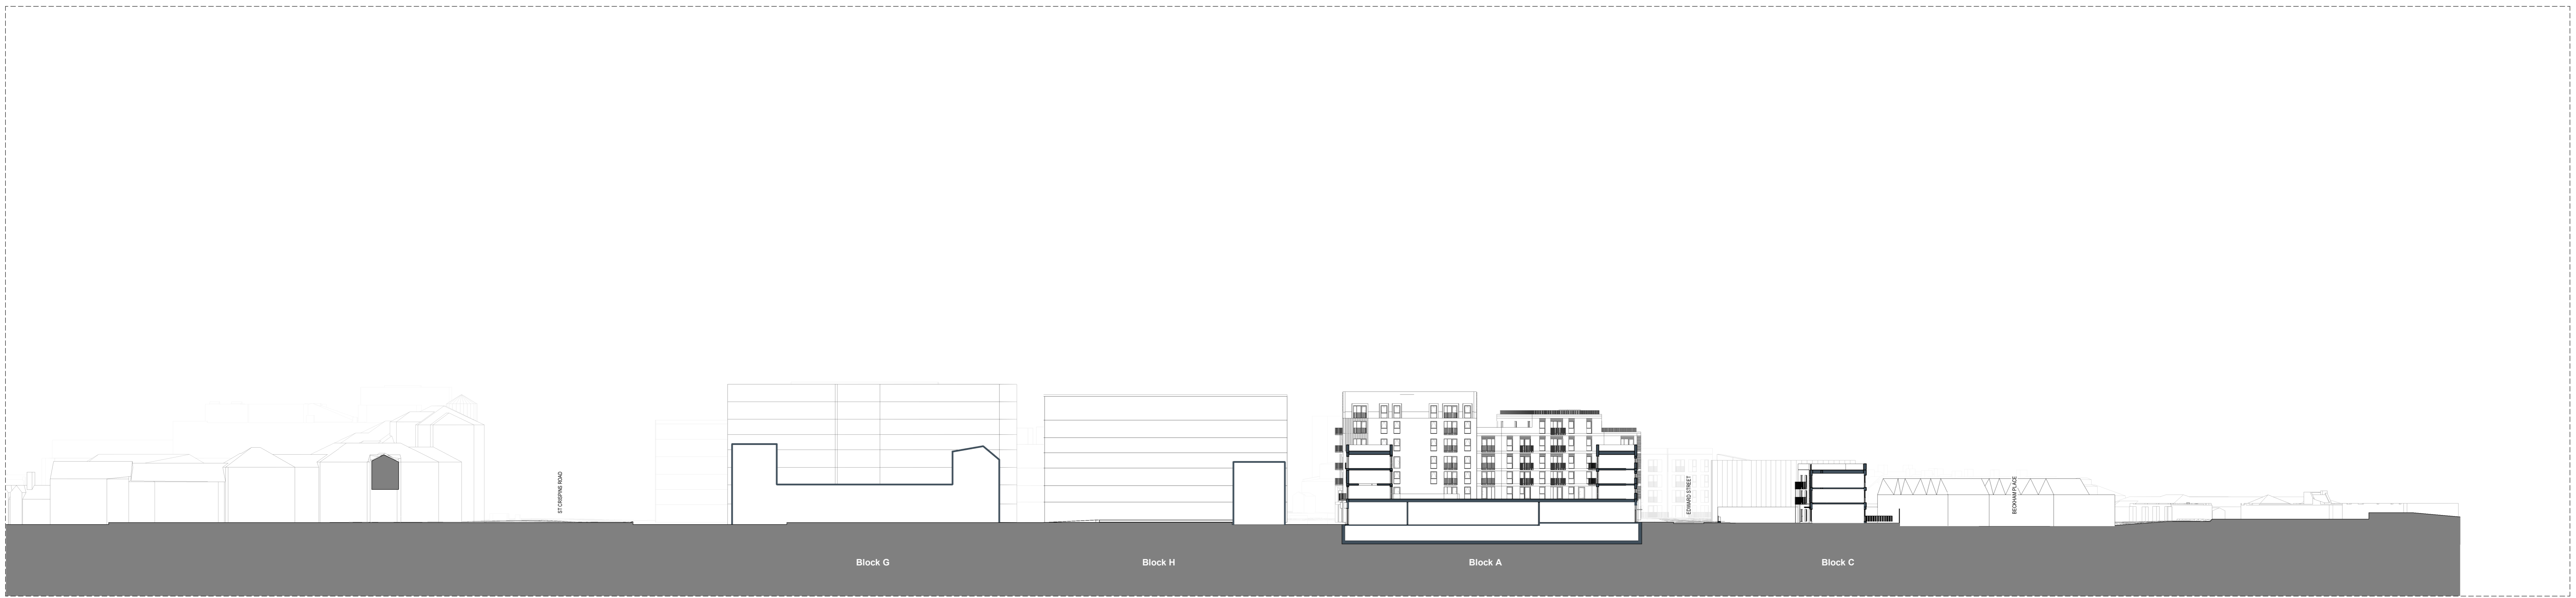 ST CRISPINS ROAD
EDWARD STREET
BECKHAM PLACE
Block G
Block H
Block A
Block C